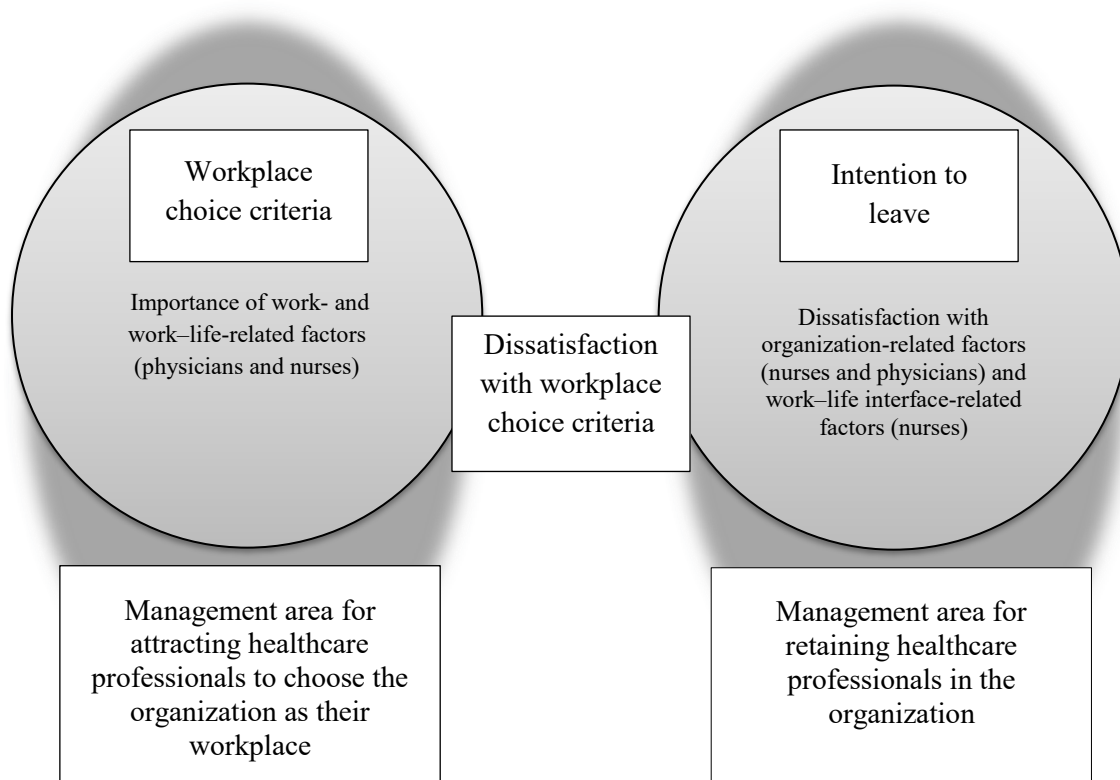 Workplace
choice criteria
Importance of work- and
work–life-related factors
(physicians and nurses)
Dissatisfaction
with workplace
choice criteria
Intention to
leave
Dissatisfaction with
organization-related factors
(nurses and physicians) and
work–life interface-related
factors (nurses)
Management area for
attracting healthcare
professionals to choose the
organization as their
workplace
Management area for
retaining healthcare
professionals in the
organization